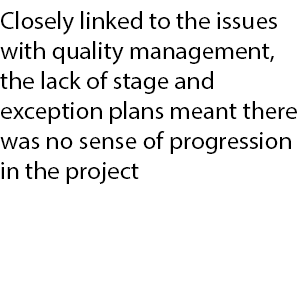 Closely linked to the issues
with quality management,
the lack of stage and
exception plans meant there
was no sense of progression
in the project